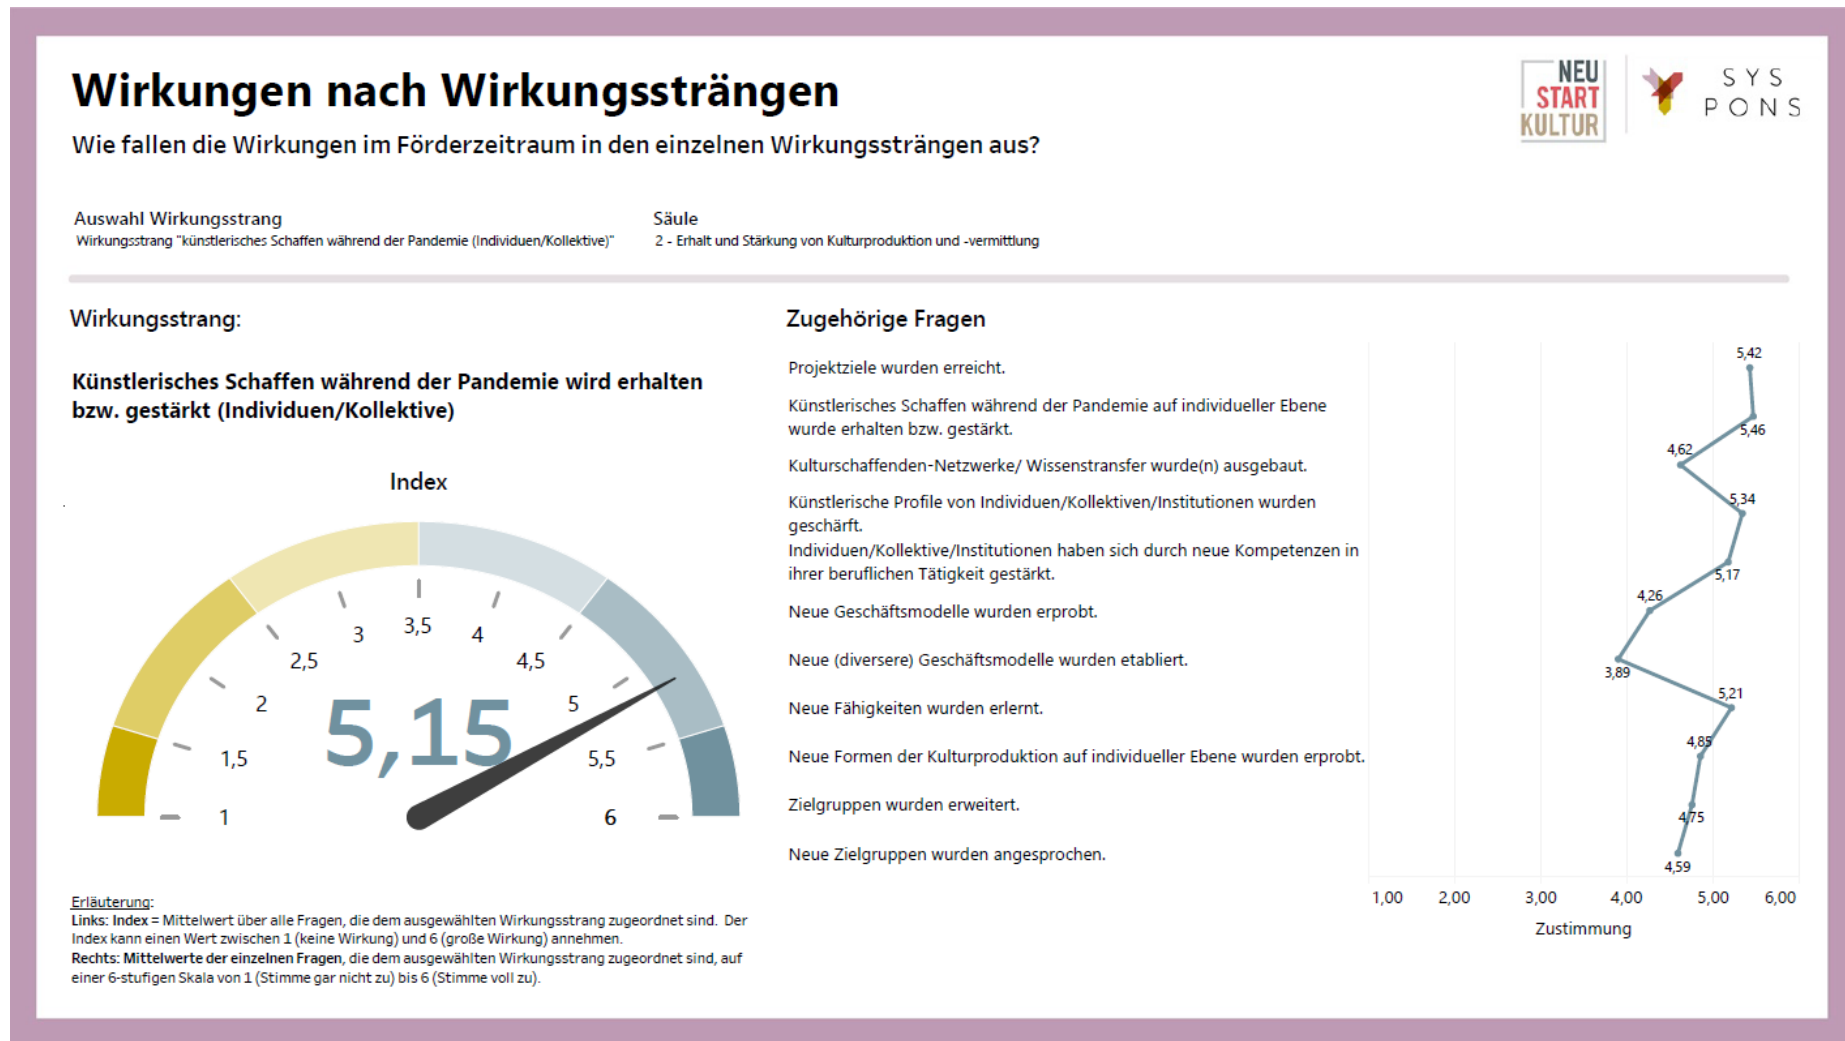 Wirkungen nach Wirkungssträngen
Wie fallen die Wirkungen im Förderzeitraum in den einzelnen Wirkungssträngen aus?
NEU
START
KULTUR
SYS
PONS
Auswahl Wirkungsstrang
Wirkungsstrang "künstlerisches Schaffen während der Pandemie (Individuen/Kollektive)"
Säule
2 - Erhalt und Stärkung von Kulturproduktion und -vermittlung
Wirkungsstrang:
Künstlerisches Schaffen während der Pandemie wird erhalten
bzw. gestärkt (Individuen/Kollektive)
Index
1
1,5
2
2,5
3
3,5
4
4,5
5
5,5
6
5,15
Erläuterung:
Links: Index = Mittelwert über alle Fragen, die dem ausgewählten Wirkungsstrang zugeordnet sind. Der
Index kann einen Wert zwischen 1 (keine Wirkung) und 6 (große Wirkung) annehmen.
Rechts: Mittelwerte der einzelnen Fragen, die dem ausgewählten Wirkungsstrang zugeordnet sind, auf
einer 6-stufigen Skala von 1 (Stimme gar nicht zu) bis 6 (Stimme voll zu).
Zugehörige Fragen
Projektziele wurden erreicht.
5,42
Künstlerisches Schaffen während der Pandemie auf individueller Ebene
wurde erhalten bzw. gestärkt.
5,46
Kulturschaffenden-Netzwerke/ Wissenstransfer wurde(n) ausgebaut.
4,62
Künstlerische Profile von Individuen/Kollektiven/Institutionen wurden
geschärft.
5,34
Individuen/Kollektive/Institutionen haben sich durch neue Kompetenzen in
ihrer beruflichen Tätigkeit gestärkt.
5,17
Neue Geschäftsmodelle wurden erprobt.
4,26
Neue (diversere) Geschäftsmodelle wurden etabliert.
3,89
Neue Fähigkeiten wurden erlernt.
5,21
Neue Formen der Kulturproduktion auf individueller Ebene wurden erprobt.
4,85
Zielgruppen wurden erweitert.
4,75
Neue Zielgruppen wurden angesprochen.
4,59
1,00 2,00 3,00 4,00 5,00 6,00
Zustimmung